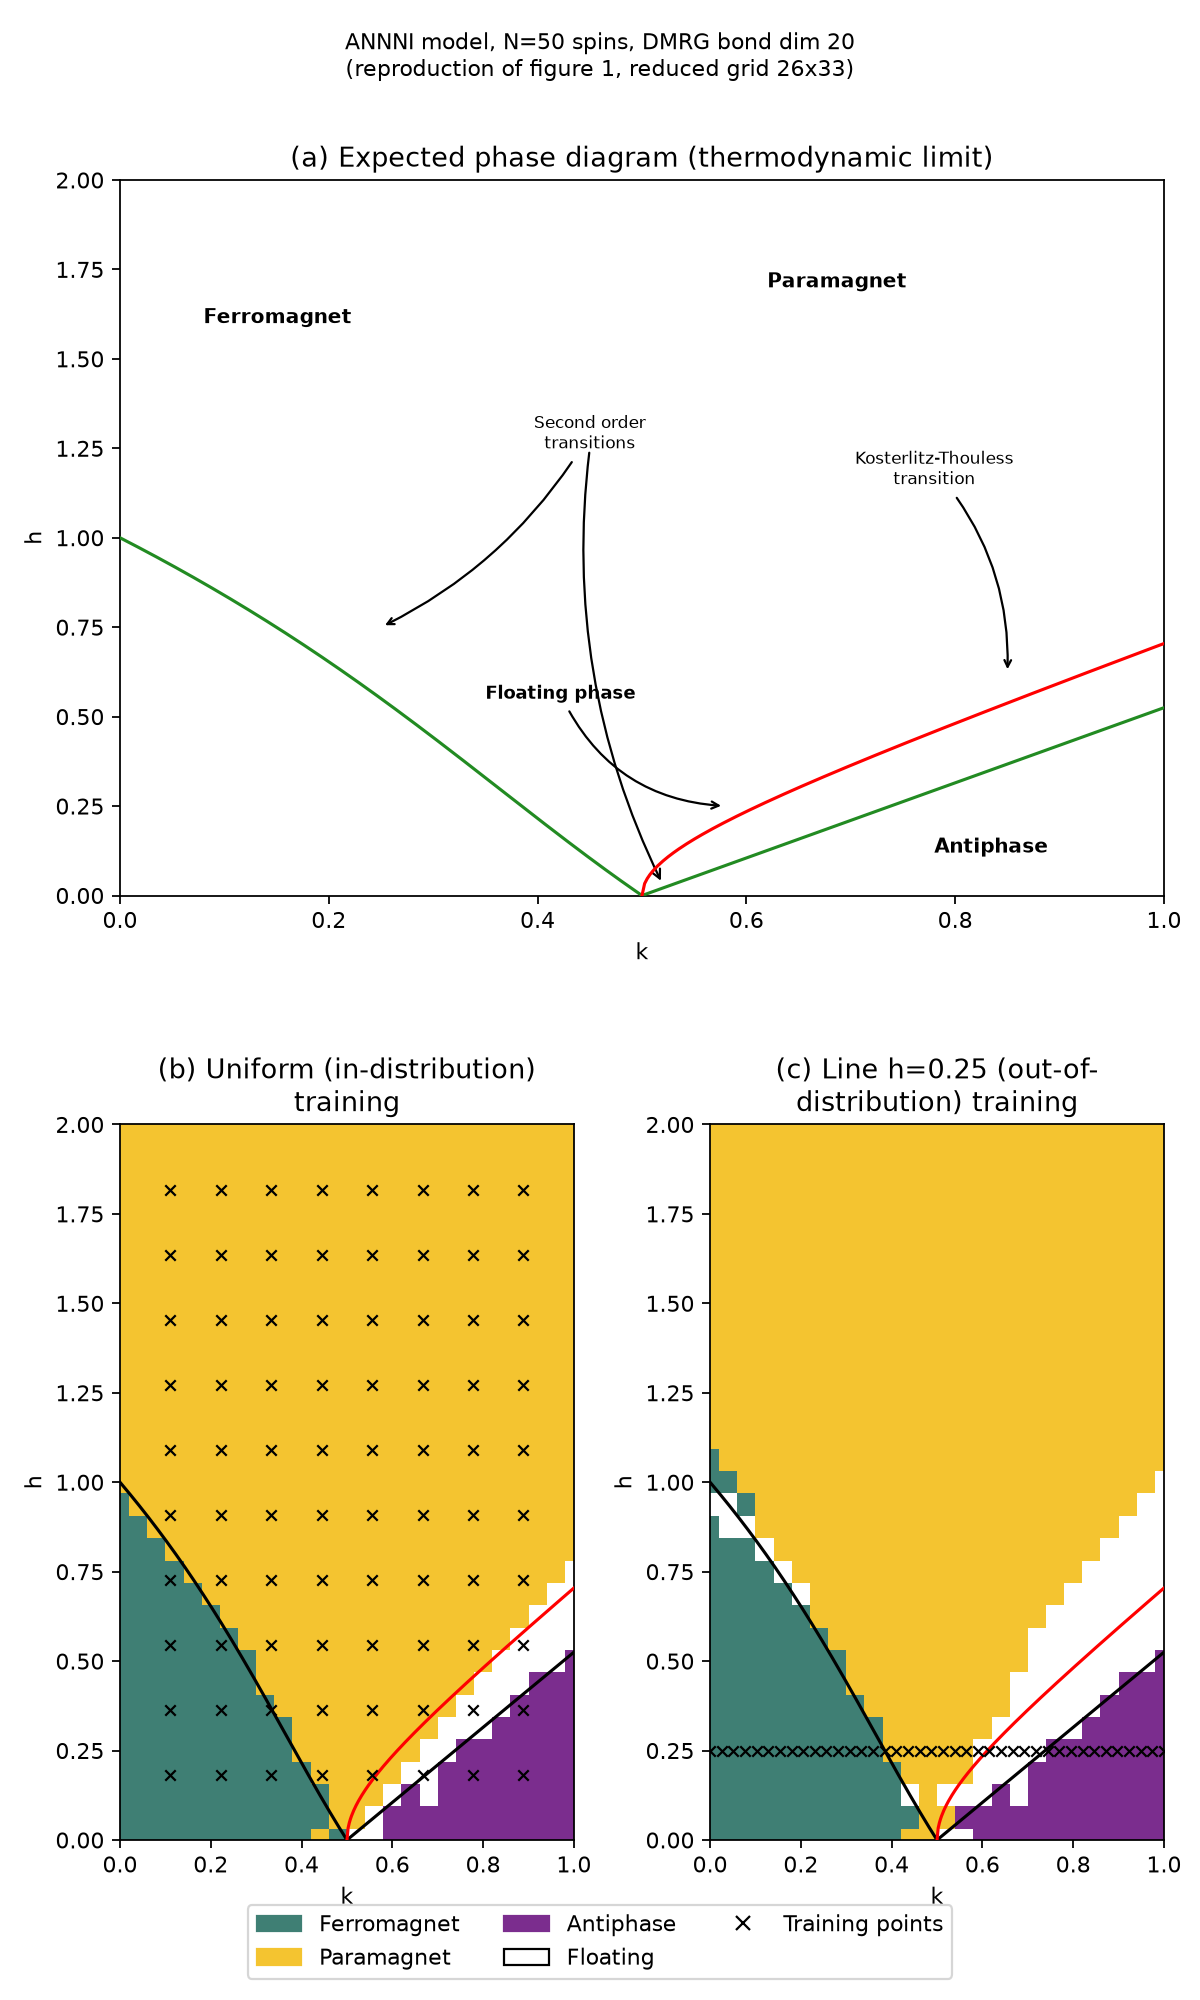 ANNNI model, N=50 spins, DMRG bond dim 20
(reproduction of figure 1, reduced grid 26x33)
(a) Expected phase diagram (thermodynamic limit)
2.00
1.75
1.50
1.25
1.00
0.75
0.50
0.25
0.00
h
Ferromagnet
Paramagnet
Second order
transitions
Kosterlitz-Thouless
transition
Floating phase
Antiphase
0.0 0.2 0.4 0.6 0.8 1.0
k
(b) Uniform (in-distribution)
training
2.00
1.75
1.50
1.25
1.00
0.75
0.50
0.25
0.00
h
0.0 0.2 0.4 0.6 0.8 1.0
k
(c) Line h=0.25 (out-of-
distribution) training
2.00
1.75
1.50
1.25
1.00
0.75
0.50
0.25
0.00
h
0.0 0.2 0.4 0.6 0.8 1.0
k
Ferromagnet
Paramagnet
Antiphase
Floating
Training points